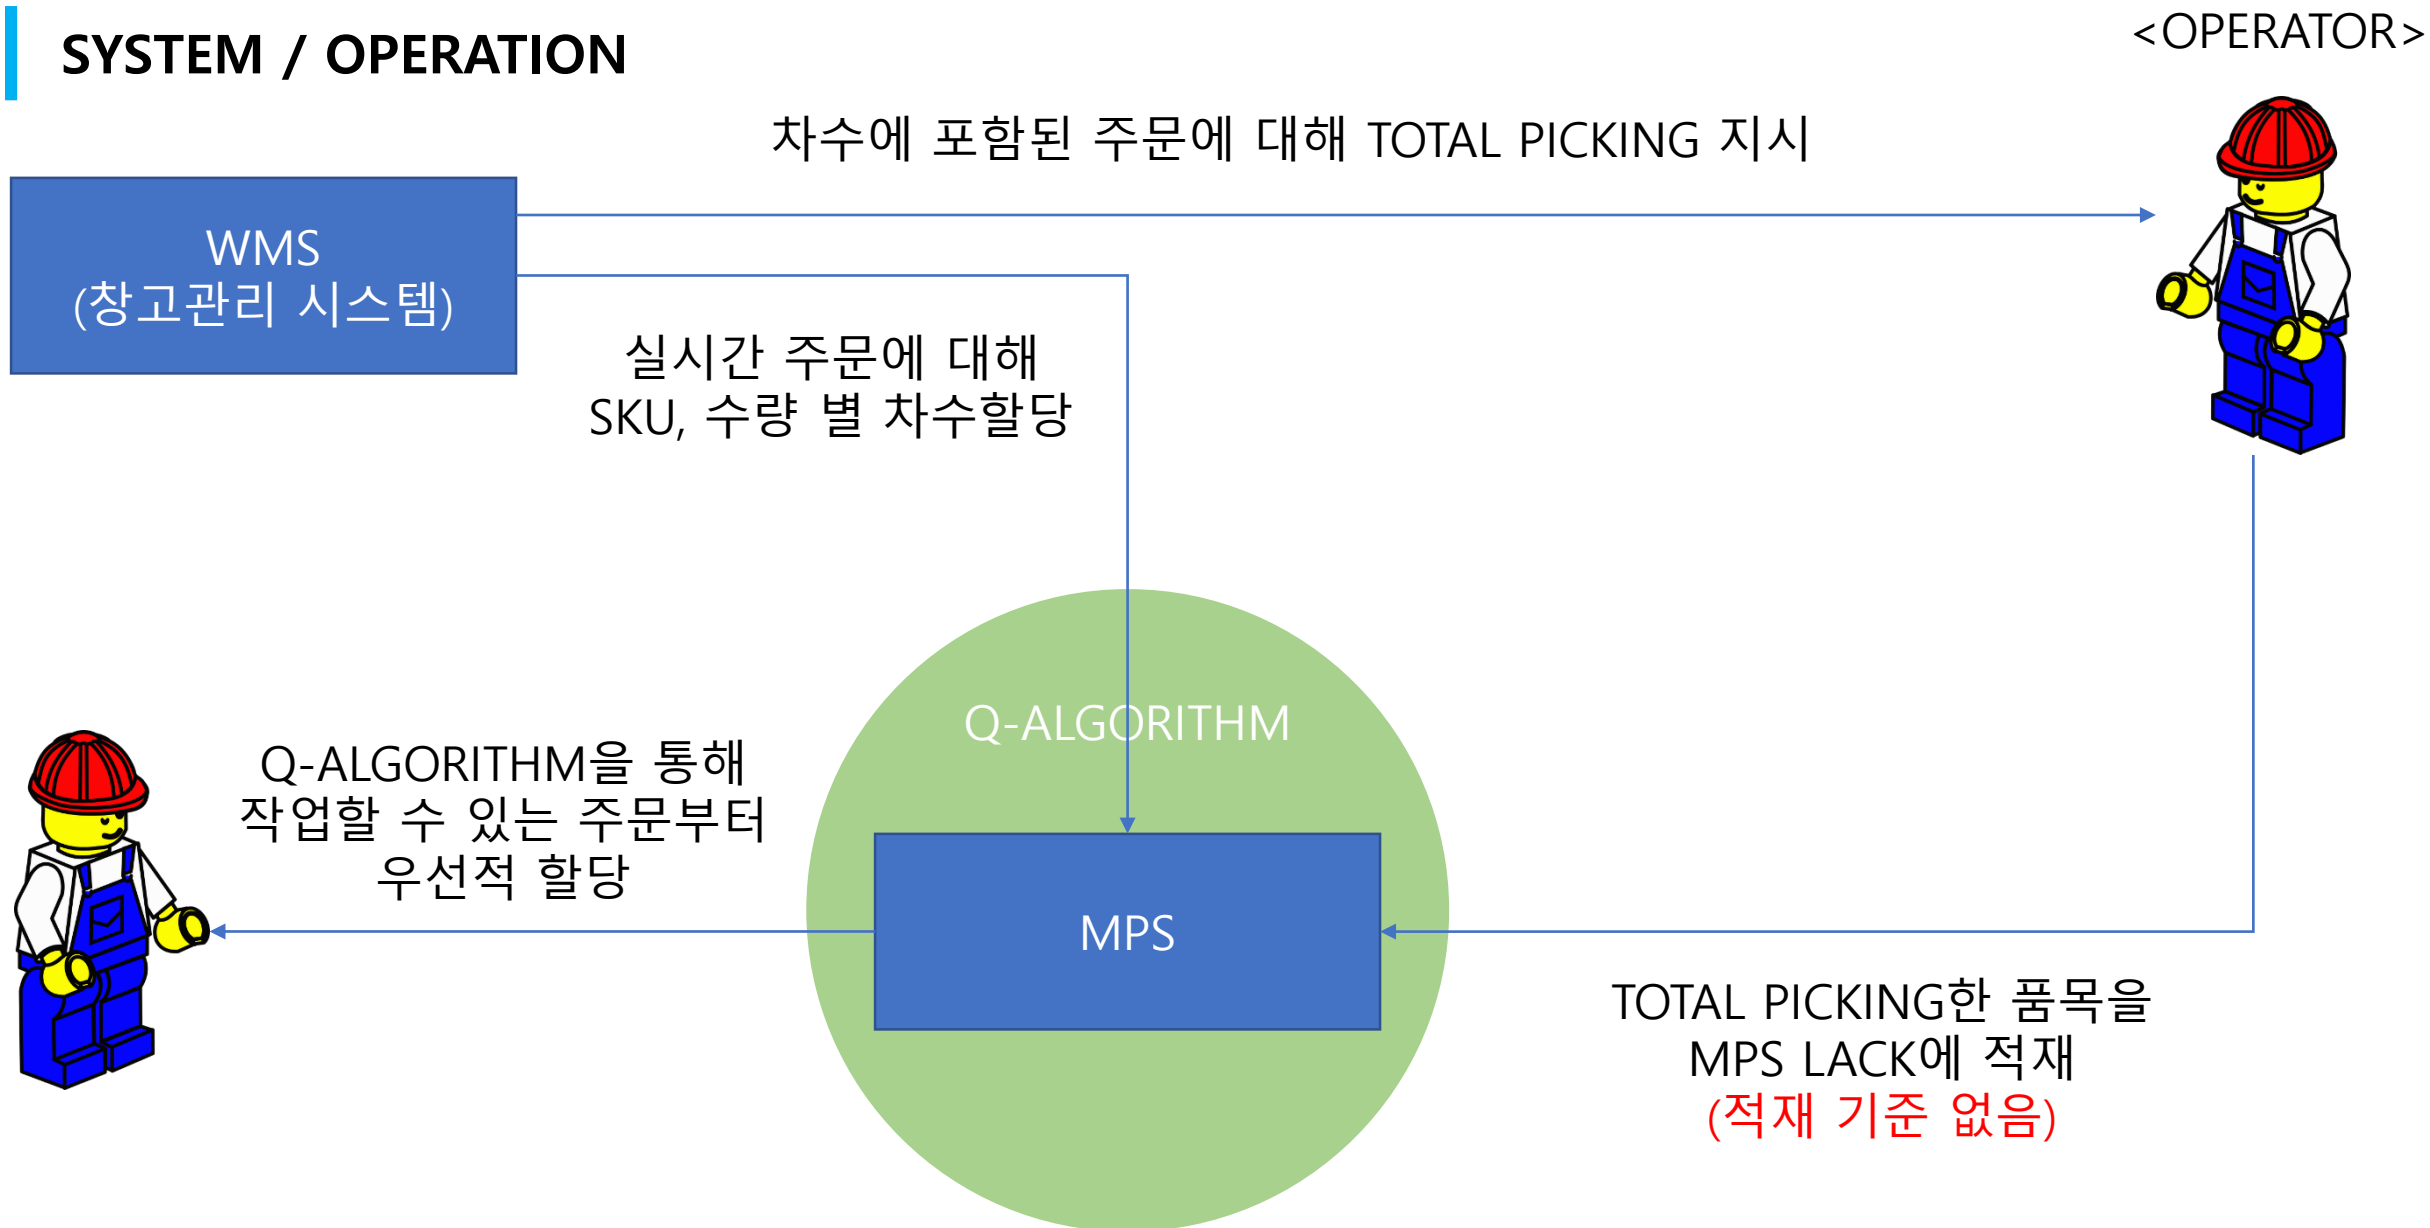 SYSTEM / OPERATION
<OPERATOR>
차수에 포함된 주문에 대해 TOTAL PICKING 지시
WMS
(창고관리 시스템)
실시간 주문에 대해
SKU, 수량 별 차수할당
Q-ALGORITHM
Q-ALGORITHM을 통해
작업할 수 있는 주문부터
우선적 할당
MPS
TOTAL PICKING한 품목을
MPS LACK에 적재
(적재 기준 없음)